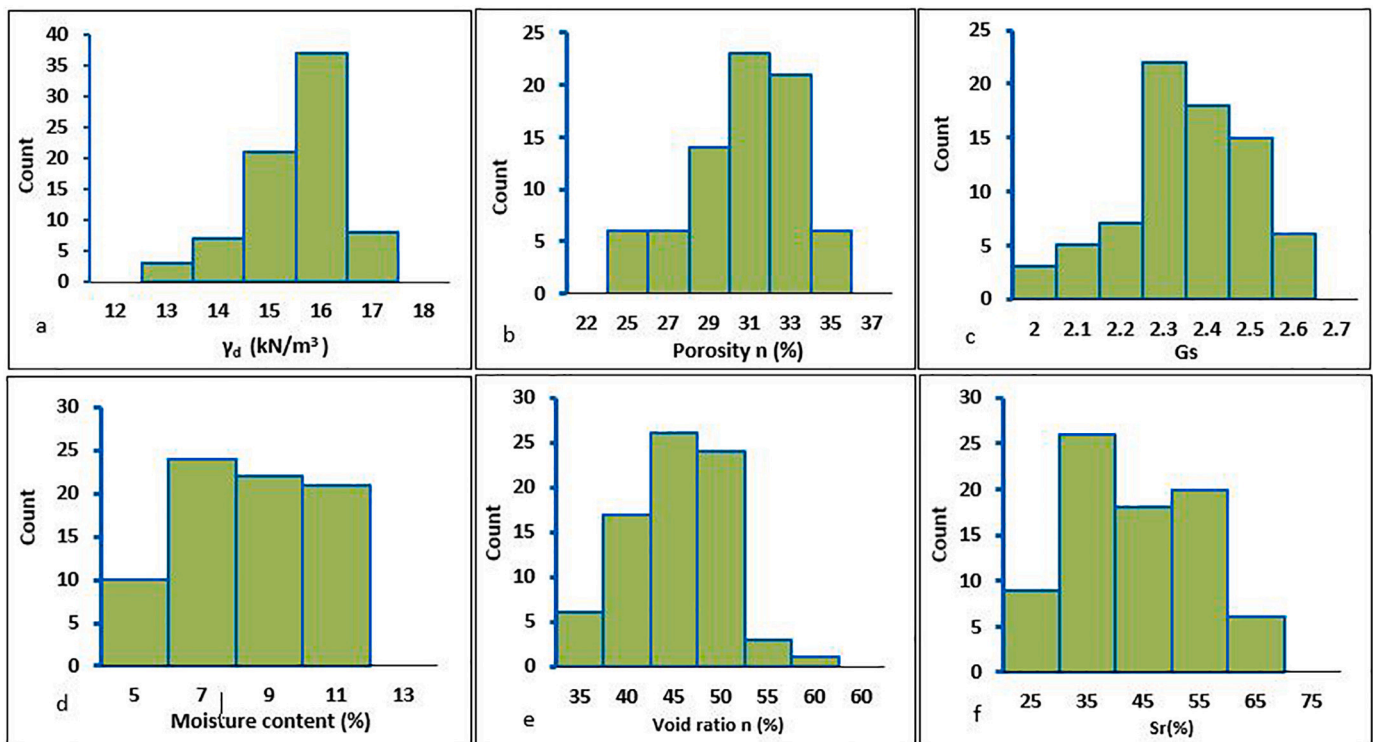 40
35
30
25
20
15
10
5
0
Count
12 13 14 15 16 17 18
γd (kN/m³)
a
25
20
15
10
5
0
Count
22 25 27 29 31 33 35 37
Porosity n (%)
b
25
20
15
10
5
0
Count
2 2.1 2.2 2.3 2.4 2.5 2.6 2.7
Gs
c
30
25
20
15
10
5
0
Count
5 7 9 11 13
Moisture content (%)
d
30
25
20
15
10
5
0
Count
35 40 45 50 55 60 60
Void ratio n (%)
e
30
25
20
15
10
5
0
Count
25 35 45 55 65 75
Sr(%)
f